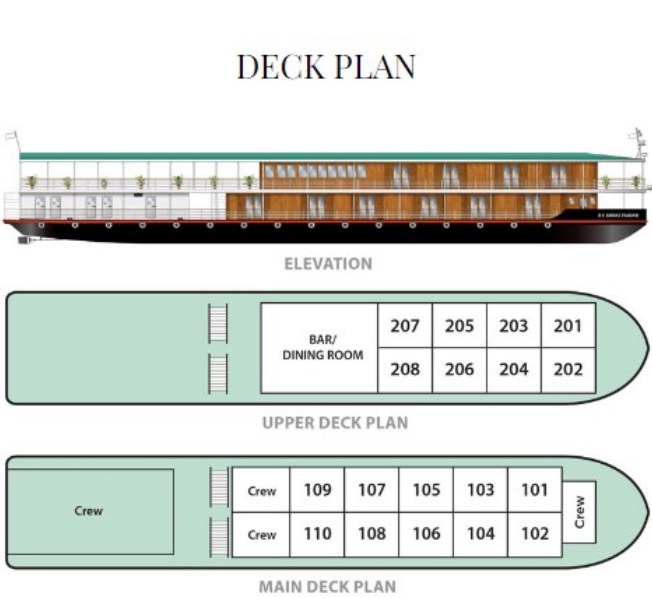 DECK PLAN
ELEVATION
BAR/
DINING ROOM
207 205 203 201
208 206 204 202
UPPER DECK PLAN
Crew
Crew 109 107 105 103 101
Crew 110 108 106 104 102
Crew
MAIN DECK PLAN